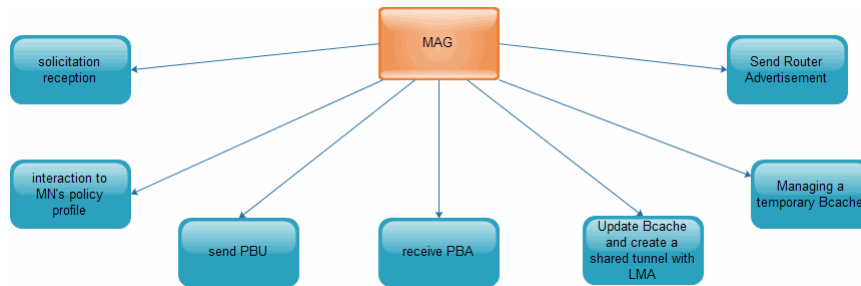 MAG
solicitation
reception
Send Router
Advertisement
interaction to
MN's policy
profile
Managing a
temporary Bcache
send PBU
receive PBA
Update Bcache
and create a
shared tunnel with
LMA